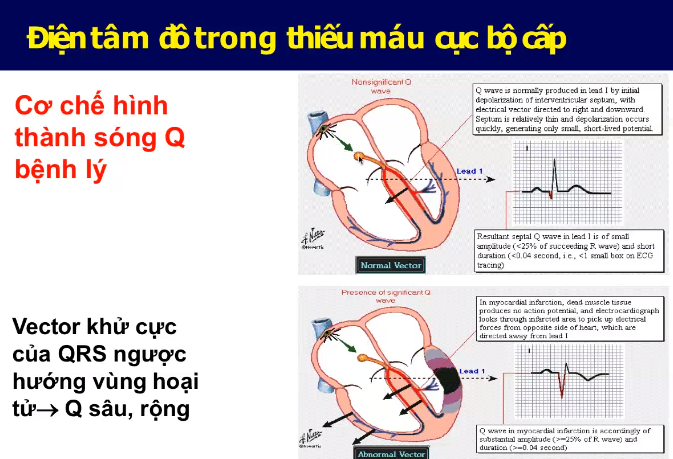 Điện tâm đồ trong thiếu máu cục bộ cấp
Cơ chế hình
thành sóng Q
bệnh lý
Nonsignificant Q
wave
Q wave is normally produced in lead I by initial
depolarization of interventricular septum, with
electrical vector directed to right and downward.
Septum is relatively thin and depolarization occurs
quickly, generating only small, short-lived potential.
Lead 1
I
Resultant septal Q wave in lead I is of small
amplitude (<25% of succeeding R wave) and short
duration (<0.04 second, i.e., <1 small box on ECG
tracing)
Normal Vector
Vector khử cực
của QRS ngược
hướng vùng hoại
tử→ Q sâu, rộng
Presence of significant Q
wave
In myocardial infarction, dead muscle tissue
produces no action potential, and electrocardiograph
looks through infarcted area to pick up electrical
forces from opposite side of heart, which are
directed away from lead I
Lead 1
I
Q wave in myocardial infarction is accordingly of
substantial amplitude (>=25% of R wave) and
duration (>=0.04 second)
Abnormal Vector